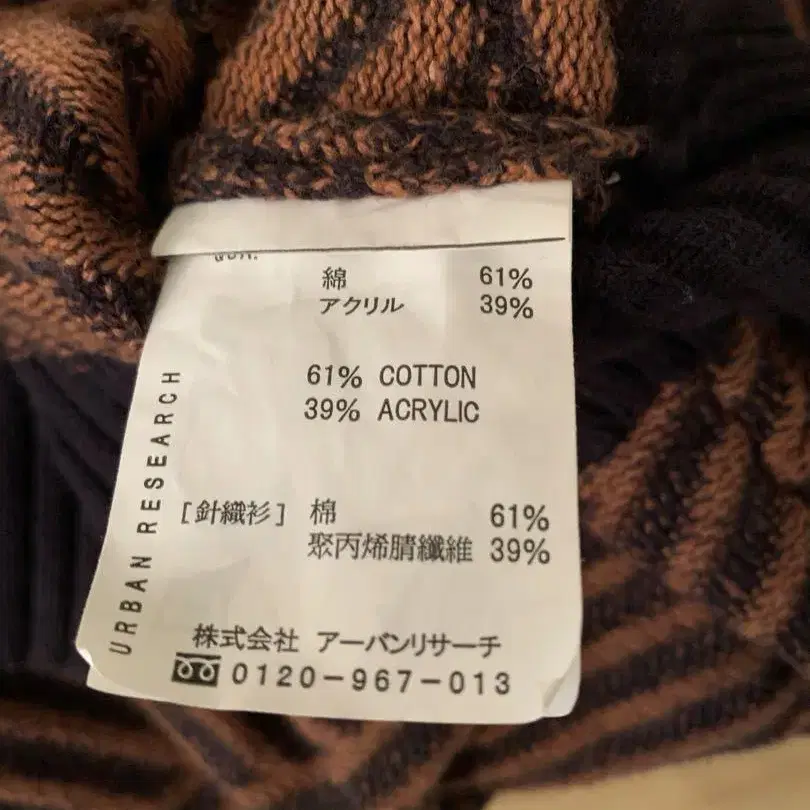 綿 61%
アクリル 39%
61% COTTON
39% ACRYLIC
[針織衫] 棉 61%
聚丙烯腈纖維 39%
URBAN RESEARCH
株式会社 アーバンリサーチ
0120-967-013